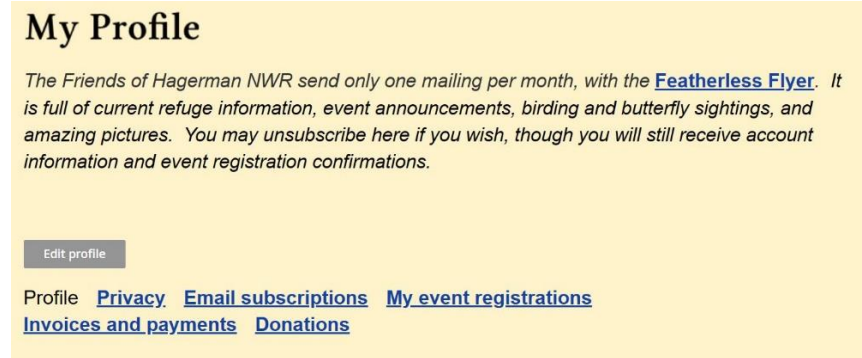 My Profile
The Friends of Hagerman NWR send only one mailing per month, with the Featherless Flyer. It
is full of current refuge information, event announcements, birding and butterfly sightings, and
amazing pictures. You may unsubscribe here if you wish, though you will still receive account
information and event registration confirmations.
Edit profile
Profile Privacy Email subscriptions My event registrations
Invoices and payments Donations